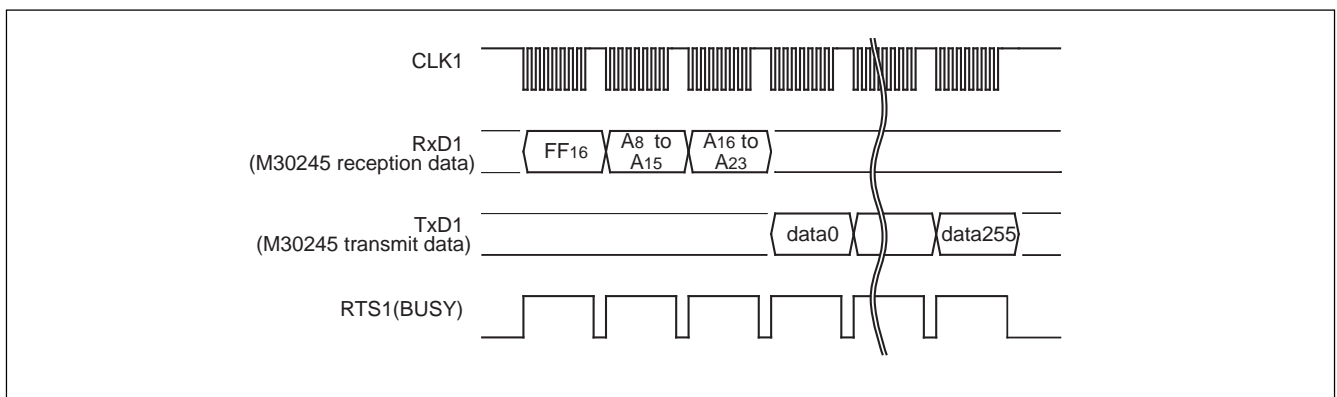 CLK1
RxD1
(M30245 reception data)
FF16
A8 to
A15
A16 to
A23
TxD1
(M30245 transmit data)
data0
data255
RTS1(BUSY)